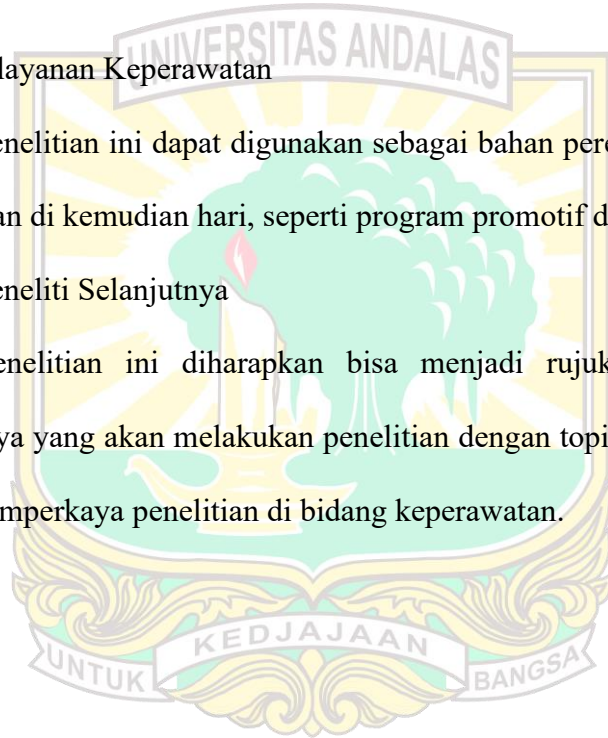 UNIVERSITAS ANDALAS
layanan Keperawatan
enelitian ini dapat digunakan sebagai bahan pere
an di kemudian hari, seperti program promotif d
eneliti Selanjutnya
enelitian ini diharapkan bisa menjadi rujuk
ya yang akan melakukan penelitian dengan topi
mperkaya penelitian di bidang keperawatan.
UNTUK KEDJAJAAN BANGSA